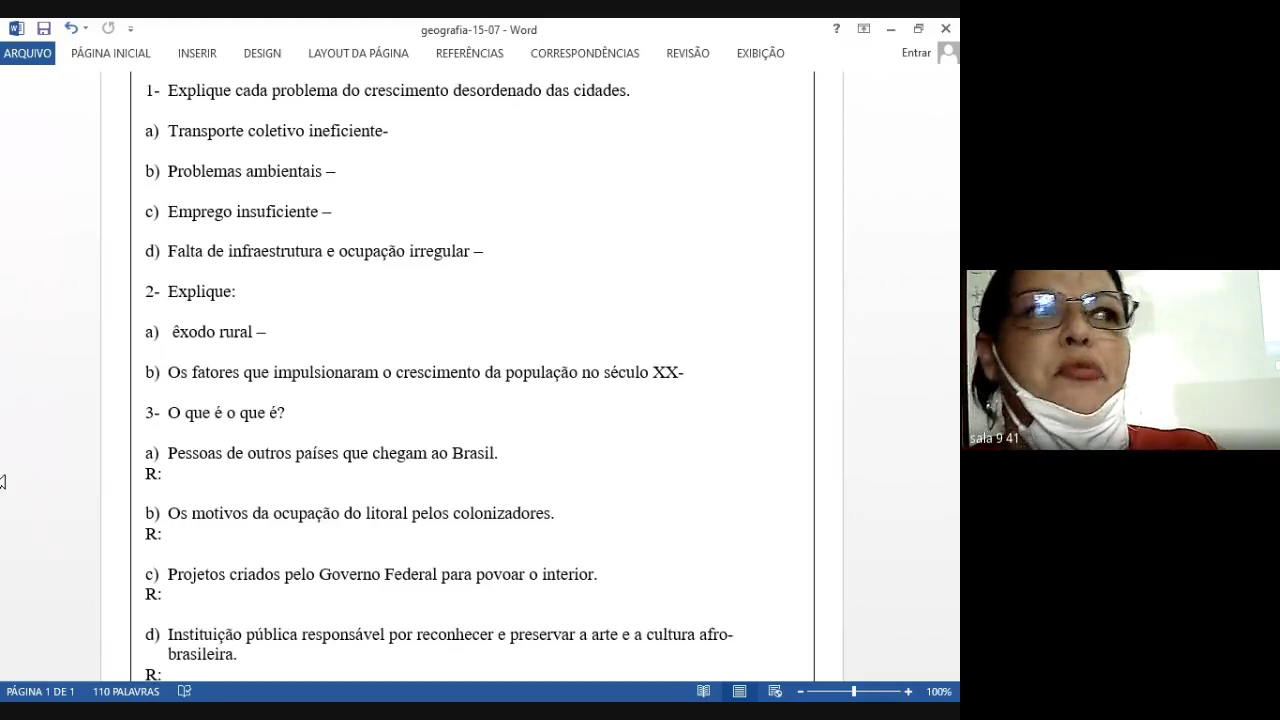 geografia-15-07 - Word
?
ARQUIVO PÁGINA INICIAL INSERIR DESIGN LAYOUT DA PÁGINA REFERÊNCIAS CORRESPONDÊNCIAS REVISÃO EXIBIÇÃO Entrar
1- Explique cada problema do crescimento desordenado das cidades.
a) Transporte coletivo ineficiente-
b) Problemas ambientais –
c) Emprego insuficiente –
d) Falta de infraestrutura e ocupação irregular –
2- Explique:
a) êxodo rural –
b) Os fatores que impulsionaram o crescimento da população no século XX-
3- O que é o que é?
a) Pessoas de outros países que chegam ao Brasil.
R:
b) Os motivos da ocupação do litoral pelos colonizadores.
R:
c) Projetos criados pelo Governo Federal para povoar o interior.
R:
d) Instituição pública responsável por reconhecer e preservar a arte e a cultura afro-
brasileira.
R:
PÁGINA 1 DE 1 110 PALAVRAS 100%
sala 9 41